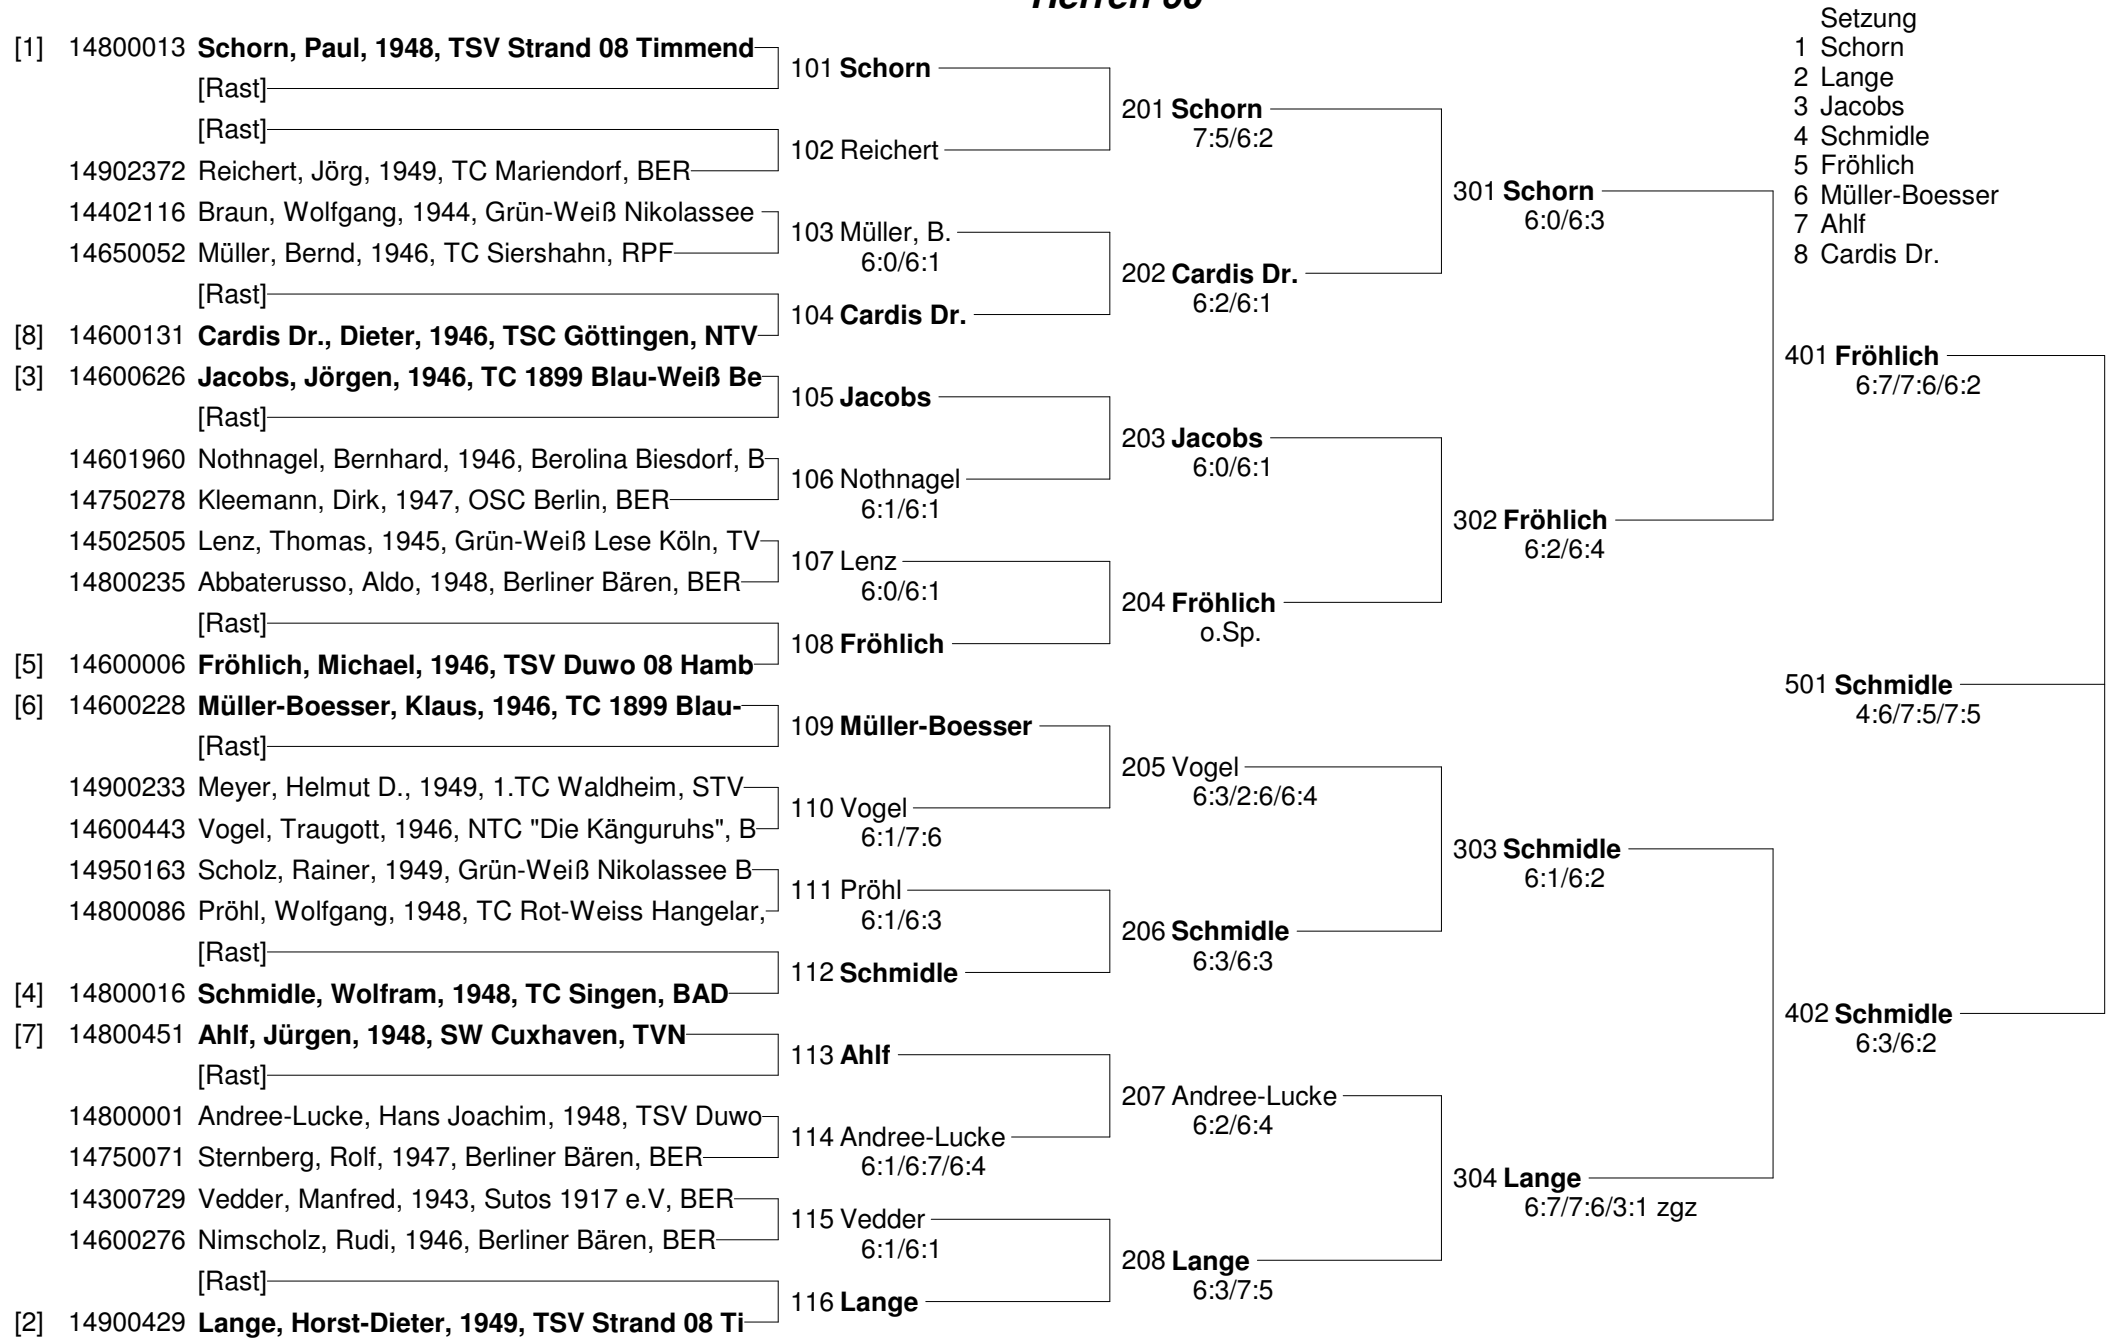 Setzung
1 Schorn
2 Lange
3 Jacobs
4 Schmidle
5 Fröhlich
6 Müller-Boesser
7 Ahlf
8 Cardis Dr.
[1] 14800013 Schorn, Paul, 1948, TSV Strand 08 Timmend
[Rast]
[Rast]
14902372 Reichert, Jörg, 1949, TC Mariendorf, BER
14402116 Braun, Wolfgang, 1944, Grün-Weiß Nikolassee
14650052 Müller, Bernd, 1946, TC Siershahn, RPF
[Rast]
[8] 14600131 Cardis Dr., Dieter, 1946, TSC Göttingen, NTV
[3] 14600626 Jacobs, Jörgen, 1946, TC 1899 Blau-Weiß Be
[Rast]
14601960 Nothnagel, Bernhard, 1946, Berolina Biesdorf, B
14750278 Kleemann, Dirk, 1947, OSC Berlin, BER
14502505 Lenz, Thomas, 1945, Grün-Weiß Lese Köln, TV
14800235 Abbaterusso, Aldo, 1948, Berliner Bären, BER
[Rast]
[5] 14600006 Fröhlich, Michael, 1946, TSV Duwo 08 Hamb
[6] 14600228 Müller-Boesser, Klaus, 1946, TC 1899 Blau-
[Rast]
14900233 Meyer, Helmut D., 1949, 1.TC Waldheim, STV
14600443 Vogel, Traugott, 1946, NTC "Die Känguruhs", B
14950163 Scholz, Rainer, 1949, Grün-Weiß Nikolassee B
14800086 Pröhl, Wolfgang, 1948, TC Rot-Weiss Hangelar,
[Rast]
[4] 14800016 Schmidle, Wolfram, 1948, TC Singen, BAD
[7] 14800451 Ahlf, Jürgen, 1948, SW Cuxhaven, TVN
[Rast]
14800001 Andree-Lucke, Hans Joachim, 1948, TSV Duwo
14750071 Sternberg, Rolf, 1947, Berliner Bären, BER
14300729 Vedder, Manfred, 1943, Sutos 1917 e.V, BER
14600276 Nimscholz, Rudi, 1946, Berliner Bären, BER
[Rast]
[2] 14900429 Lange, Horst-Dieter, 1949, TSV Strand 08 Ti
101 Schorn
102 Reichert
103 Müller, B.
6:0/6:1
104 Cardis Dr.
105 Jacobs
106 Nothnagel
6:1/6:1
107 Lenz
6:0/6:1
108 Fröhlich
109 Müller-Boesser
110 Vogel
6:1/7:6
111 Pröhl
6:1/6:3
112 Schmidle
113 Ahlf
114 Andree-Lucke
6:1/6:7/6:4
115 Vedder
6:1/6:1
116 Lange
201 Schorn
7:5/6:2
202 Cardis Dr.
6:2/6:1
203 Jacobs
6:0/6:1
204 Fröhlich
o.Sp.
205 Vogel
6:3/2:6/6:4
206 Schmidle
6:3/6:3
207 Andree-Lucke
6:2/6:4
208 Lange
6:3/7:5
301 Schorn
6:0/6:3
302 Fröhlich
6:2/6:4
303 Schmidle
6:1/6:2
304 Lange
6:7/7:6/3:1 zgz
401 Fröhlich
6:7/7:6/6:2
501 Schmidle
4:6/7:5/7:5
402 Schmidle
6:3/6:2